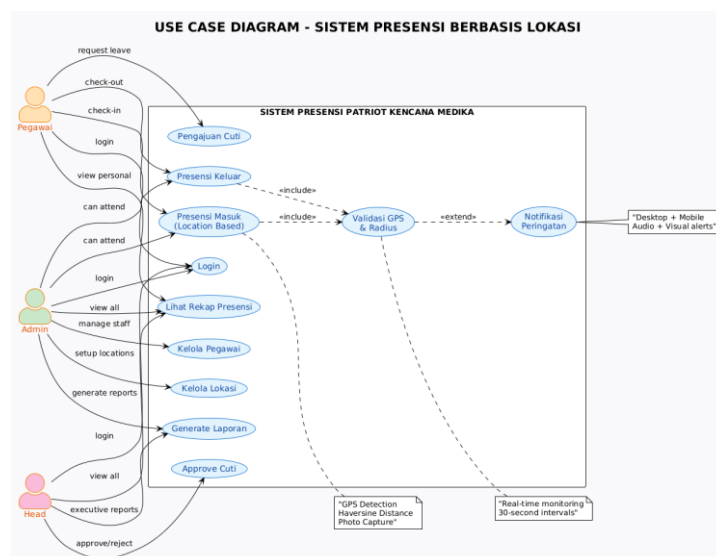 USE CASE DIAGRAM - SISTEM PRESENSI BERBASIS LOKASI
request leave
check-out
Pegawai
check-in
SISTEM PRESENSI PATRIOT KENCANA MEDIKA
Pengajuan Cuti
login
Presensi Keluar
view personal
«include»
can attend
Presensi Masuk
(Location Based)
«include»
Validasi GPS
& Radius
«extend»
Notifikasi
Peringatan
"Desktop + Mobile
Audio + Visual alerts"
can attend
Login
login
view all
Lihat Rekap Presensi
Admin
manage staff
Kelola Pegawai
setup locations
Kelola Lokasi
generate reports
Generate Laporan
login
view all
Approve Cuti
Head
executive reports
"GPS Detection
Haversine Distance
Photo Capture"
"Real-time monitoring
30-second intervals"
approve/reject